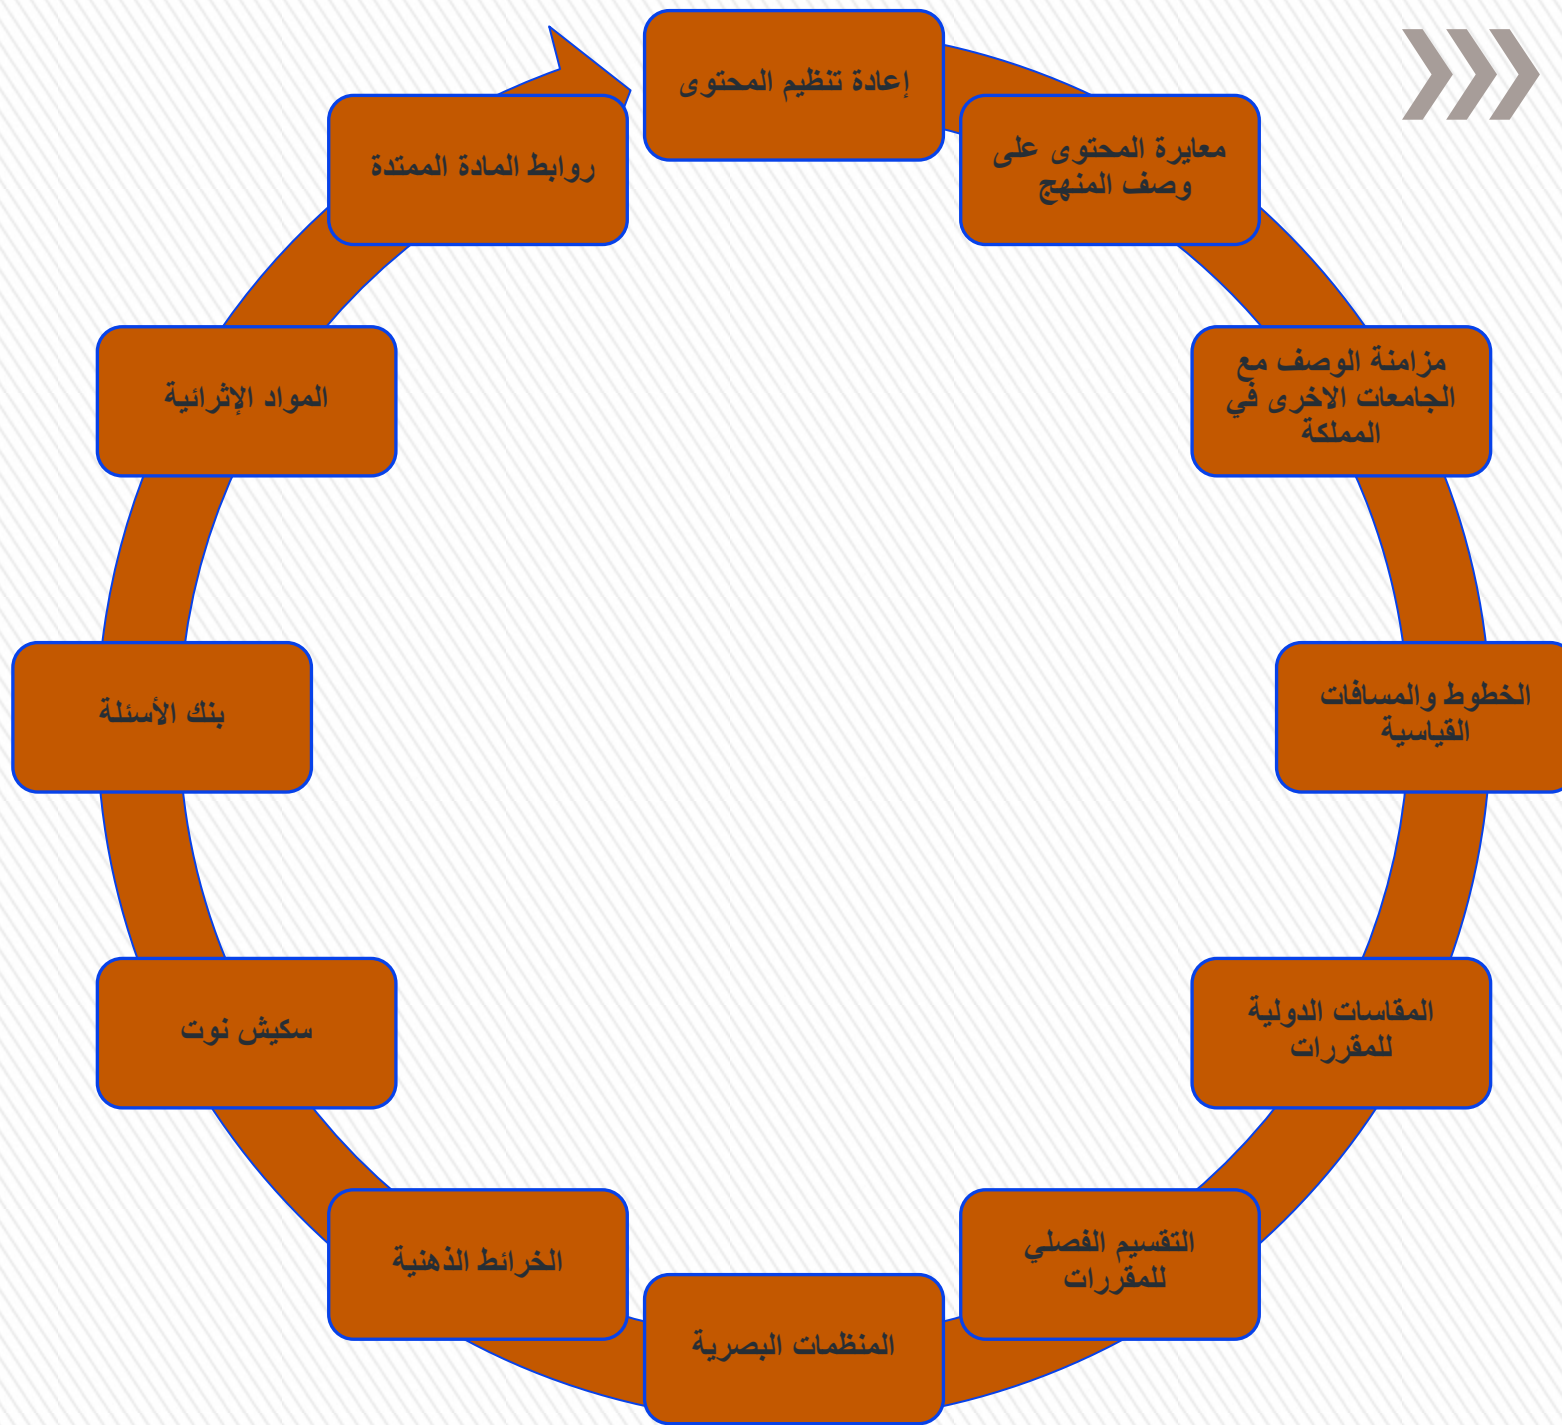 إعادة تنظيم المحتوى
معايرة المحتوى على
وصف المنهج
مزامنة الوصف مع
الجامعات الاخرى في
المملكة
الخطوط والمسافات
القياسية
المقاسات الدولية
للمقررات
التقسيم الفصلي
للمقررات
المنظمات البصرية
الخرائط الذهنية
سكيش نوت
بنك الأسئلة
المواد الإثرائية
روابط المادة الممتدة